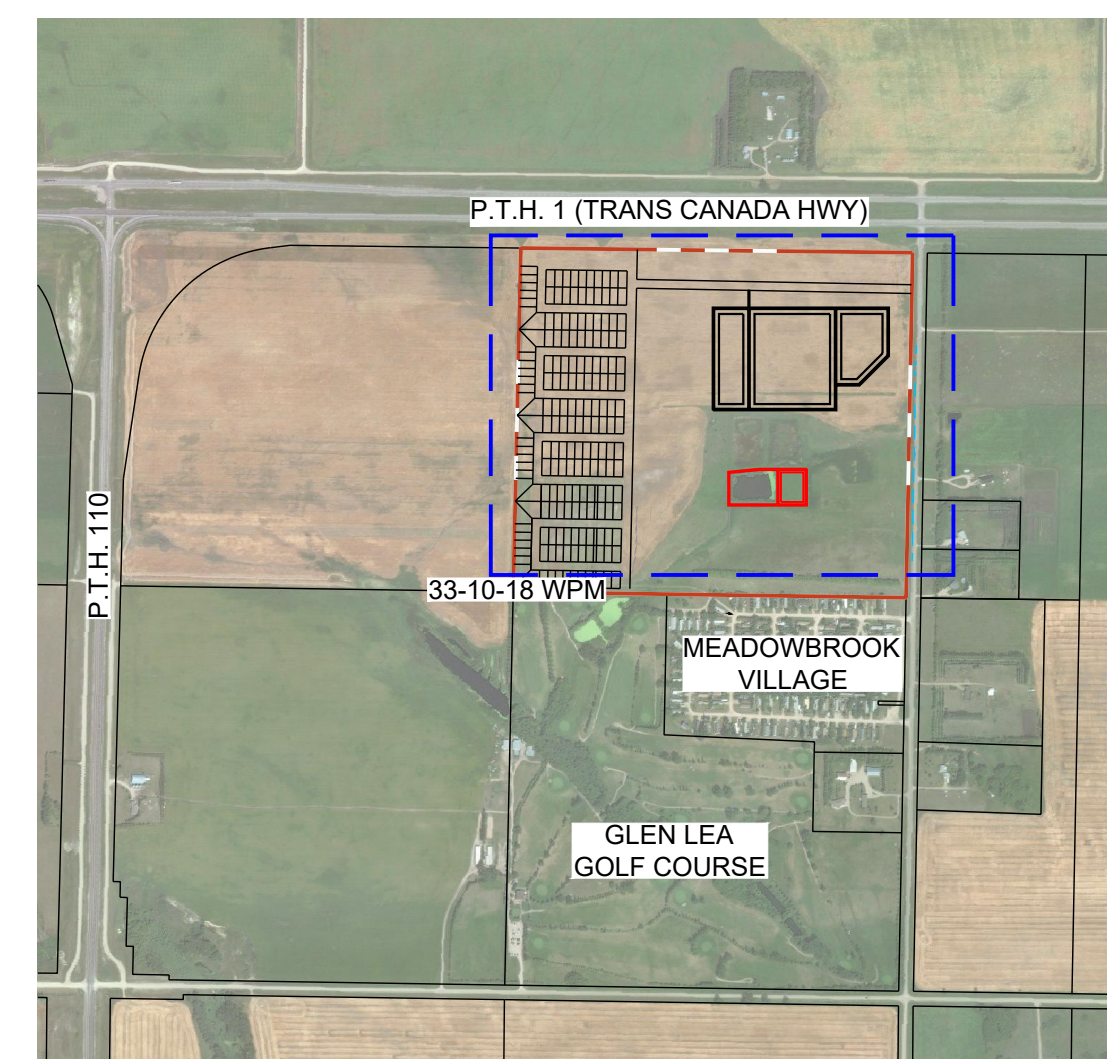 P.T.H. 1 (TRANS CANADA HWY)
P.T.H. 110
33-10-18 WPM
MEADOWBROOK
VILLAGE
GLEN LEA
GOLF COURSE